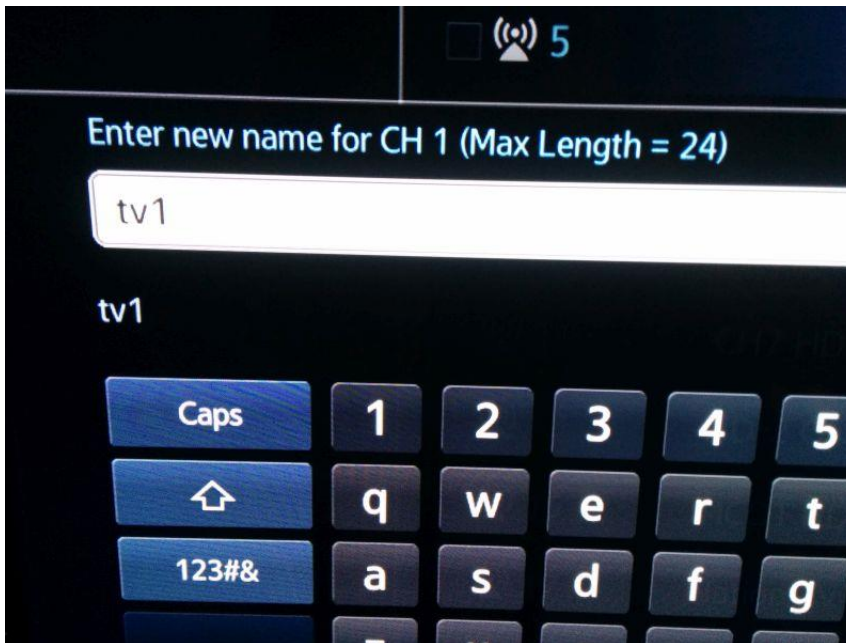 5
Enter new name for CH 1 (Max Length = 24)
tv1
tv1
Caps 1 2 3 4 5
q w e r t
123#& a s d f g